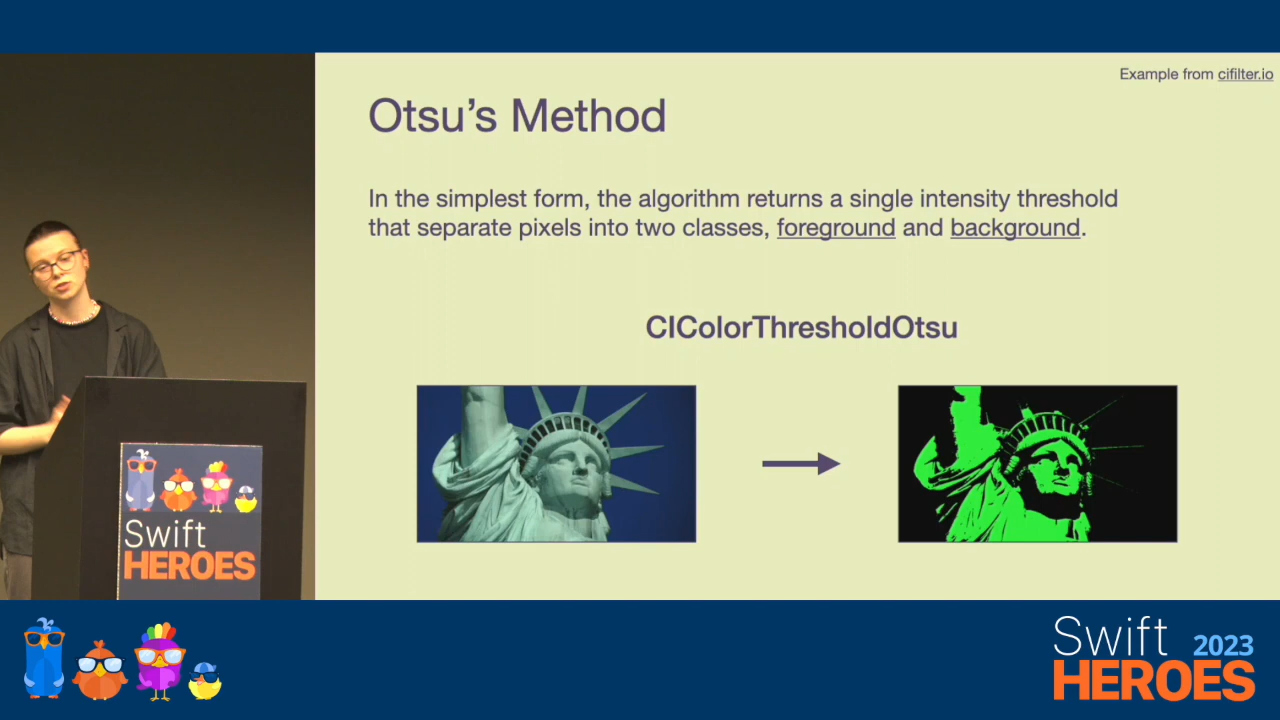 Example from cifilter.io
Otsu's Method
In the simplest form, the algorithm returns a single intensity threshold
that separate pixels into two classes, foreground and background.
CIColorThresholdOtsu
Swift
HEROES
Swift 2023
HEROES